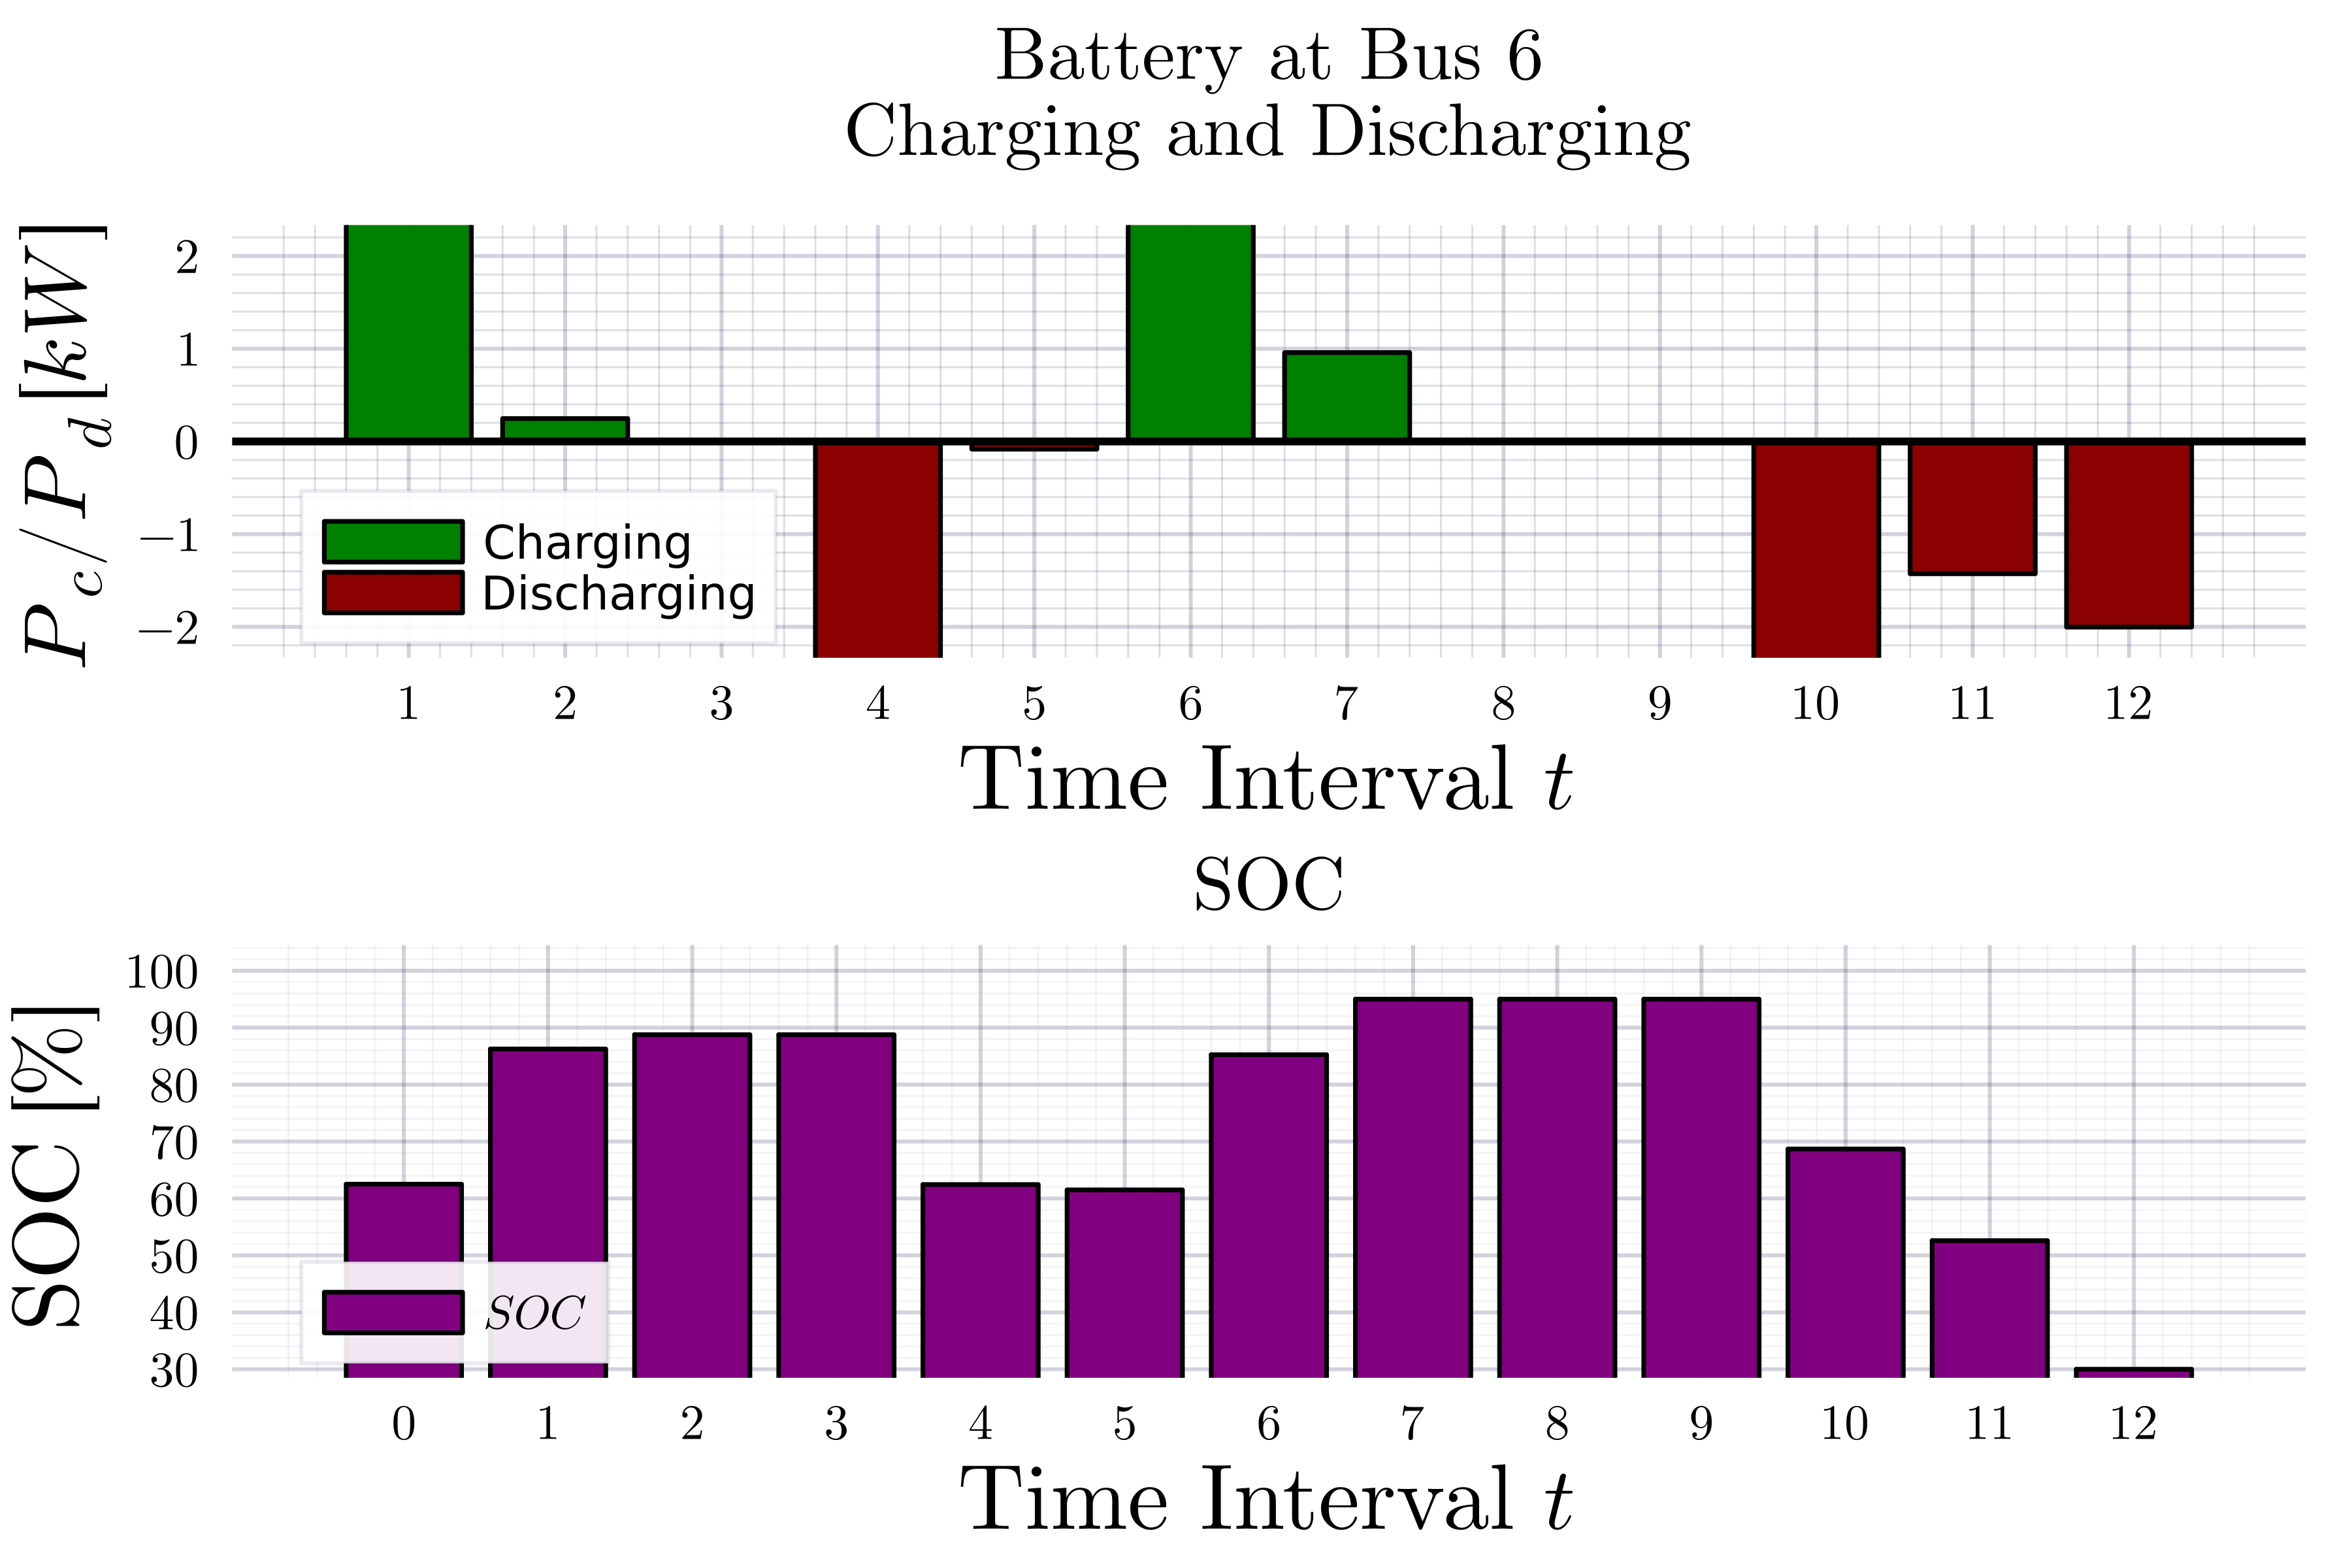 Battery at Bus 6
Charging and Discharging
P_c/P_d [kW]
2
1
0
−1
−2
Charging
Discharging
1 2 3 4 5 6 7 8 9 10 11 12
Time Interval t
SOC
SOC [%]
100
90
80
70
60
50
40
30
SOC
0 1 2 3 4 5 6 7 8 9 10 11 12
Time Interval t